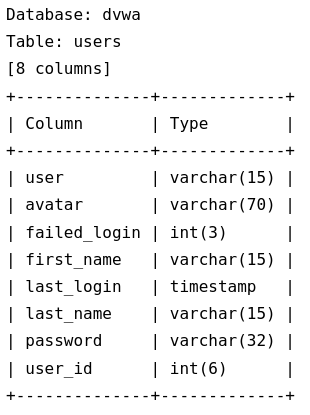 Database: dvwa
Table: users
[8 columns]
+--------------+-------------+
| Column       | Type        |
+--------------+-------------+
| user         | varchar(15) |
| avatar       | varchar(70) |
| failed_login | int(3)      |
| first_name   | varchar(15) |
| last_login   | timestamp   |
| last_name    | varchar(15) |
| password     | varchar(32) |
| user_id      | int(6)      |
+--------------+-------------+